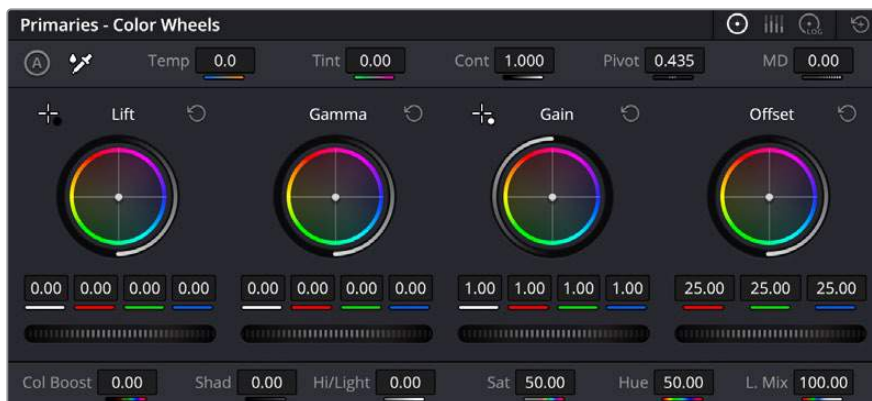 Primaries - Color Wheels
LOG
A Temp 0.0 Tint 0.00 Cont 1.000 Pivot 0.435 MD 0.00
Lift Gamma Gain Offset
0.00 0.00 0.00 0.00 0.00 0.00 0.00 0.00 1.00 1.00 1.00 1.00 25.00 25.00 25.00
Col Boost 0.00 Shad 0.00 Hi/Light 0.00 Sat 50.00 Hue 50.00 L. Mix 100.00